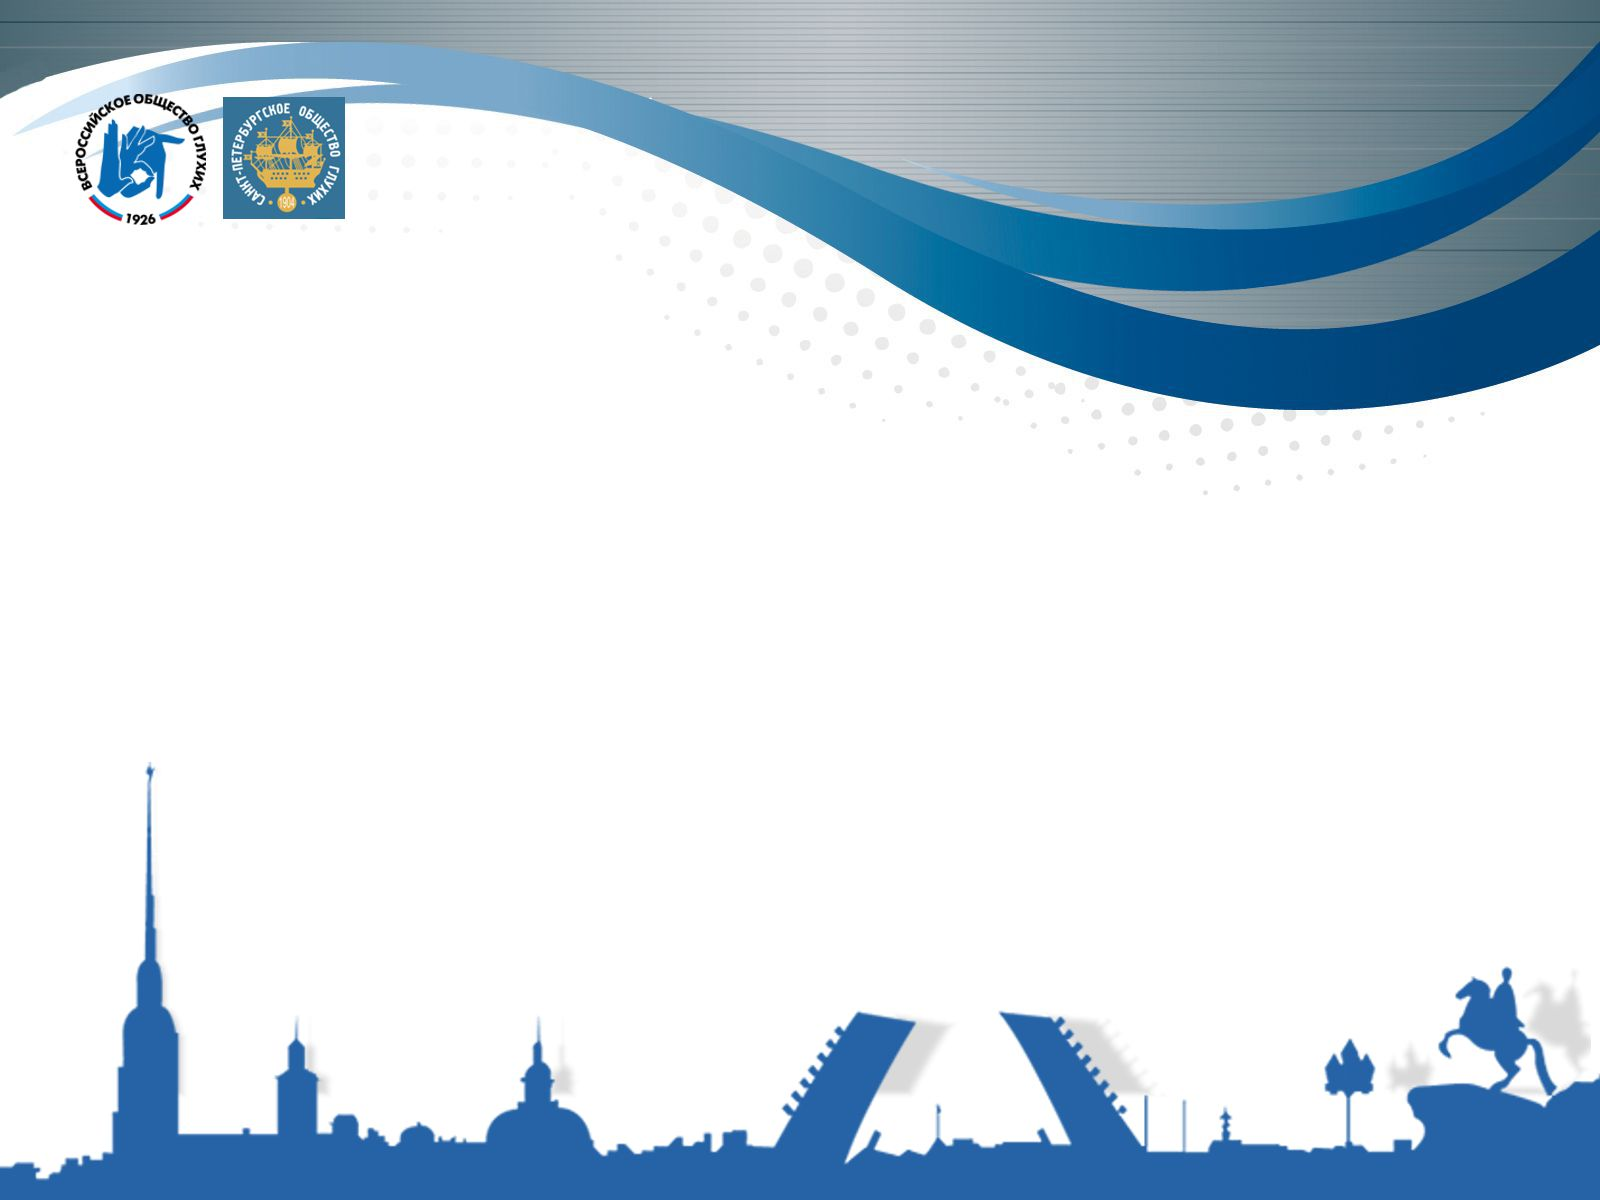 ВСЕРОССИЙСКОЕ ОБЩЕСТВО ГЛУХИХ
1926
САНКТ-ПЕТЕРБУРГСКОЕ ОБЩЕСТВО ГЛУХИХ
1904